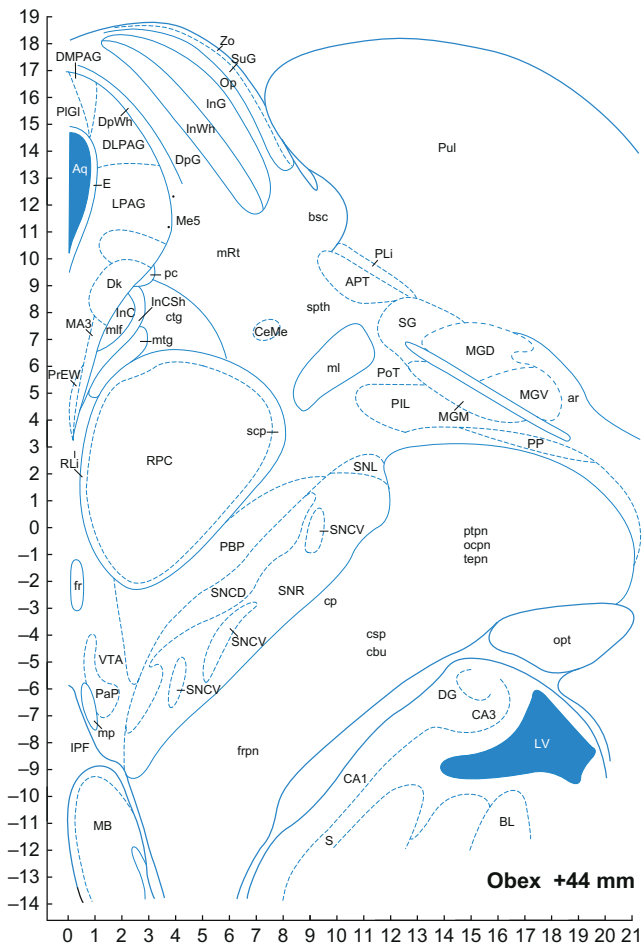 19
18
17
16
15
14
13
12
11
10
9
8
7
6
5
4
3
2
1
0
–1
–2
–3
–4
–5
–6
–7
–8
–9
–10
–11
–12
–13
–14
Zo
SuG
DMPAG
Op
InG
PlGl
DpWh
InWh
DLPAG
Pul
DpG
Aq
E
LPAG
bsc
Me5
mRt
PLi
pc
APT
Dk
InCSh
spth
InC
ctg
SG
MA3
mlf
CeMe
mtg
MGD
ml
PrEW
PoT
MGV
ar
PIL
MGM
scp
PP
RLi
RPC
SNL
SNCV
ptpn
ocpn
tepn
PBP
fr
SNCD
SNR
cp
csp
SNCV
cbu
opt
VTA
PaP
SNCV
DG
CA3
mp
IPF
frpn
LV
CA1
MB
BL
S
Obex +44 mm
0 1 2 3 4 5 6 7 8 9 10 11 12 13 14 15 16 17 18 19 20 21